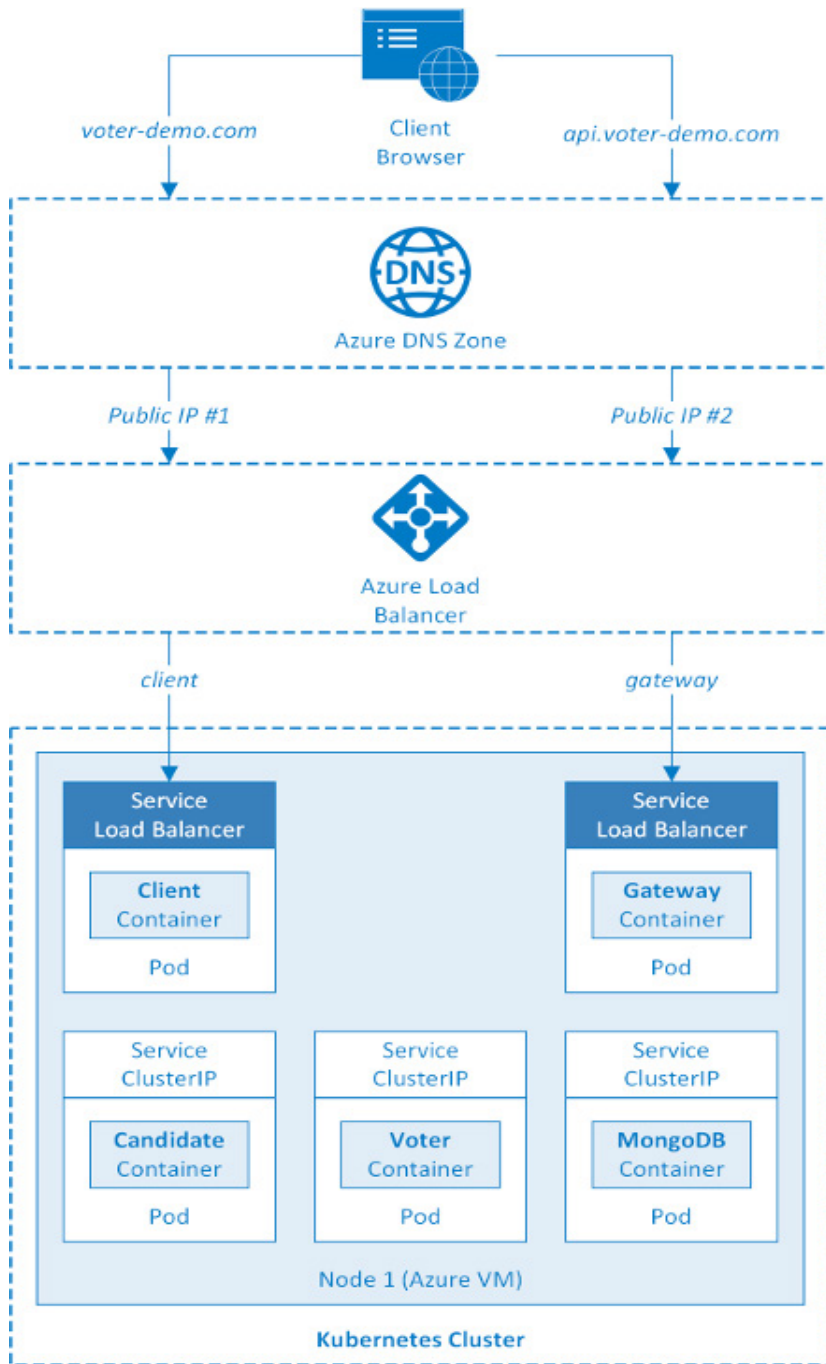 voter-demo.com
Client
Browser
api.voter-demo.com
DNS
Azure DNS Zone
Public IP #1
Public IP #2
Azure Load
Balancer
client
gateway
Service
Load Balancer
Client
Container
Pod
Service
Load Balancer
Gateway
Container
Pod
Service
ClusterIP
Candidate
Container
Pod
Service
ClusterIP
Voter
Container
Pod
Service
ClusterIP
MongoDB
Container
Pod
Node 1 (Azure VM)
Kubernetes Cluster